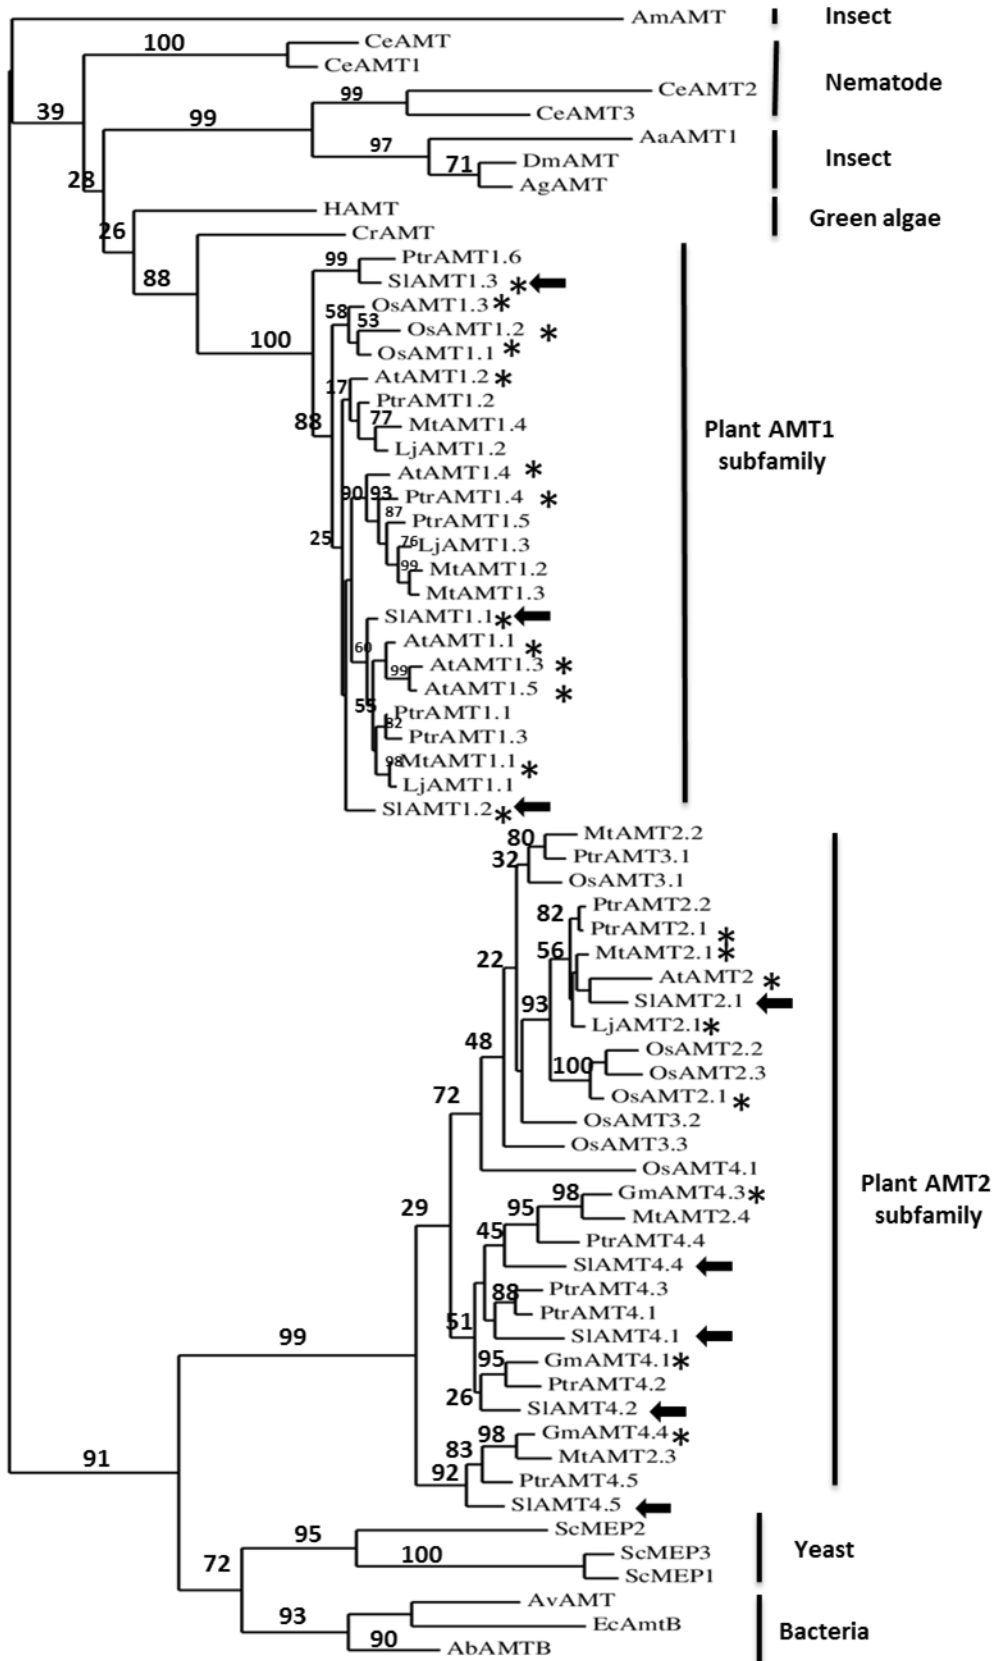 AmAMT
Insect
100
CeAMT
CeAMT1
39
99
CeAMT2
Nematode
99
CeAMT3
97
AaAMT1
71
DmAMT
Insect
28
AgAMT
HAMT
Green algae
26
CrAMT
88
99
PtrAMT1.6
SlAMT1.3 *
58
OsAMT1.3 *
53
OsAMT1.2 *
100
OsAMT1.1 *
17
AtAMT1.2 *
PtrAMT1.2
88
77
MtAMT1.4
Plant AMT1
subfamily
LjAMT1.2
AtAMT1.4 *
90
93
PtrAMT1.4 *
87
PtrAMT1.5
25
76
LjAMT1.3
99
MtAMT1.2
MtAMT1.3
SlAMT1.1 *
60
AtAMT1.1 *
99
AtAMT1.3 *
AtAMT1.5 *
55
PtrAMT1.1
82
PtrAMT1.3
98
MtAMT1.1 *
LjAMT1.1
SlAMT1.2 *
80
MtAMT2.2
32
PtrAMT3.1
OsAMT3.1
82
PtrAMT2.2
PtrAMT2.1 *
22
56
MtAMT2.1 *
AtAMT2 *
93
SlAMT2.1
LjAMT2.1 *
48
OsAMT2.2
100
OsAMT2.3
72
OsAMT2.1 *
OsAMT3.2
OsAMT3.3
OsAMT4.1
Plant AMT2
subfamily
29
98
GmAMT4.3 *
95
MtAMT2.4
45
PtrAMT4.4
SlAMT4.4
88
PtrAMT4.3
51
PtrAMT4.1
99
SlAMT4.1
95
GmAMT4.1 *
PtrAMT4.2
26
SlAMT4.2
98
GmAMT4.4 *
83
MtAMT2.3
91
92
PtrAMT4.5
SlAMT4.5
95
ScMEP2
72
100
ScMEP3
Yeast
ScMEP1
93
AvAMT
EcAmtB
Bacteria
90
AbAMTB